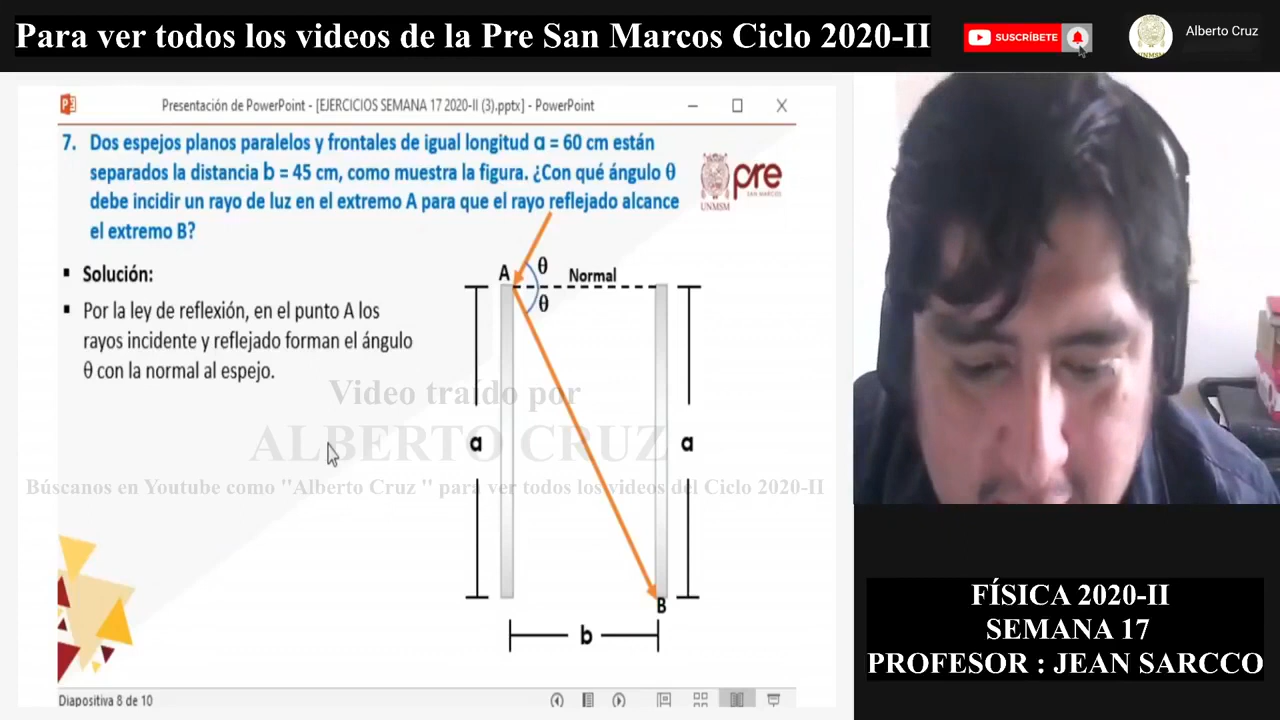 Para ver todos los videos de la Pre San Marcos Ciclo 2020-II
SUSCRÍBETE
UNMSM
Alberto Cruz
Presentación de PowerPoint - [EJERCICIOS SEMANA 17 2020-II (3).pptx] - PowerPoint
7. Dos espejos planos paralelos y frontales de igual longitud a = 60 cm están
separados la distancia b = 45 cm, como muestra la figura. ¿Con qué ángulo θ
debe incidir un rayo de luz en el extremo A para que el rayo reflejado alcance
el extremo B?
pre
SAN MARCOS
UNMSM
▪ Solución:
▪ Por la ley de reflexión, en el punto A los
rayos incidente y reflejado forman el ángulo
θ con la normal al espejo.
A
θ
Normal
θ
a
a
B
b
Video traído por
ALBERTO CRUZ
Búscanos en Youtube como "Alberto Cruz " para ver todos los videos del Ciclo 2020-II
Diapositiva 8 de 10
FÍSICA 2020-II
SEMANA 17
PROFESOR : JEAN SARCCO